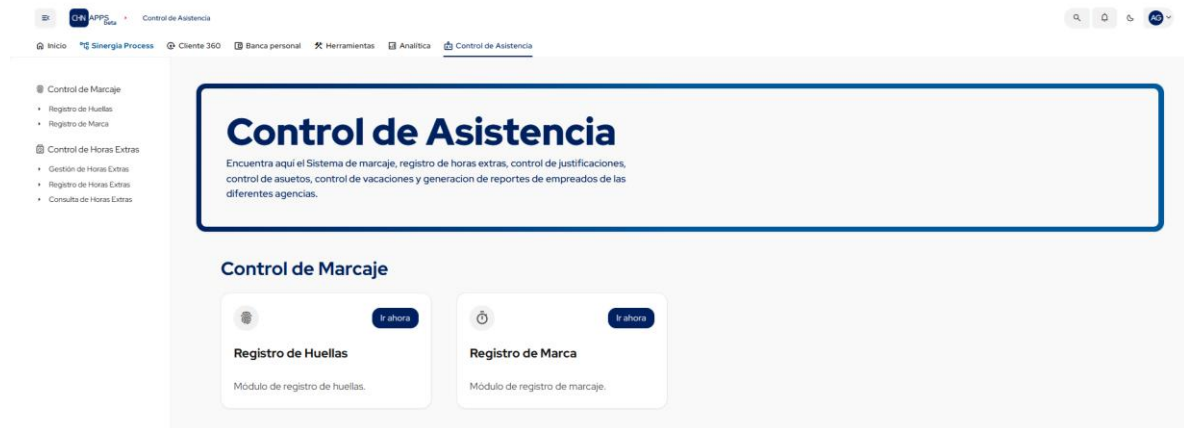 CHN APPS Beta
Control de Asistencia
AG
Inicio
Sinergia Process
Cliente 360
Banca personal
Herramientas
Analítica
Control de Asistencia
Control de Marcaje
Registro de Huellas
Registro de Marca
Control de Horas Extras
Gestión de Horas Extras
Registro de Horas Extras
Consulta de Horas Extras
Control de Asistencia
Encuentra aquí el Sistema de marcaje, registro de horas extras, control de justificaciones,
control de asuetos, control de vacaciones y generacion de reportes de empreados de las
diferentes agencias.
Control de Marcaje
Ir ahora
Registro de Huellas
Módulo de registro de huellas.
Ir ahora
Registro de Marca
Módulo de registro de marcaje.